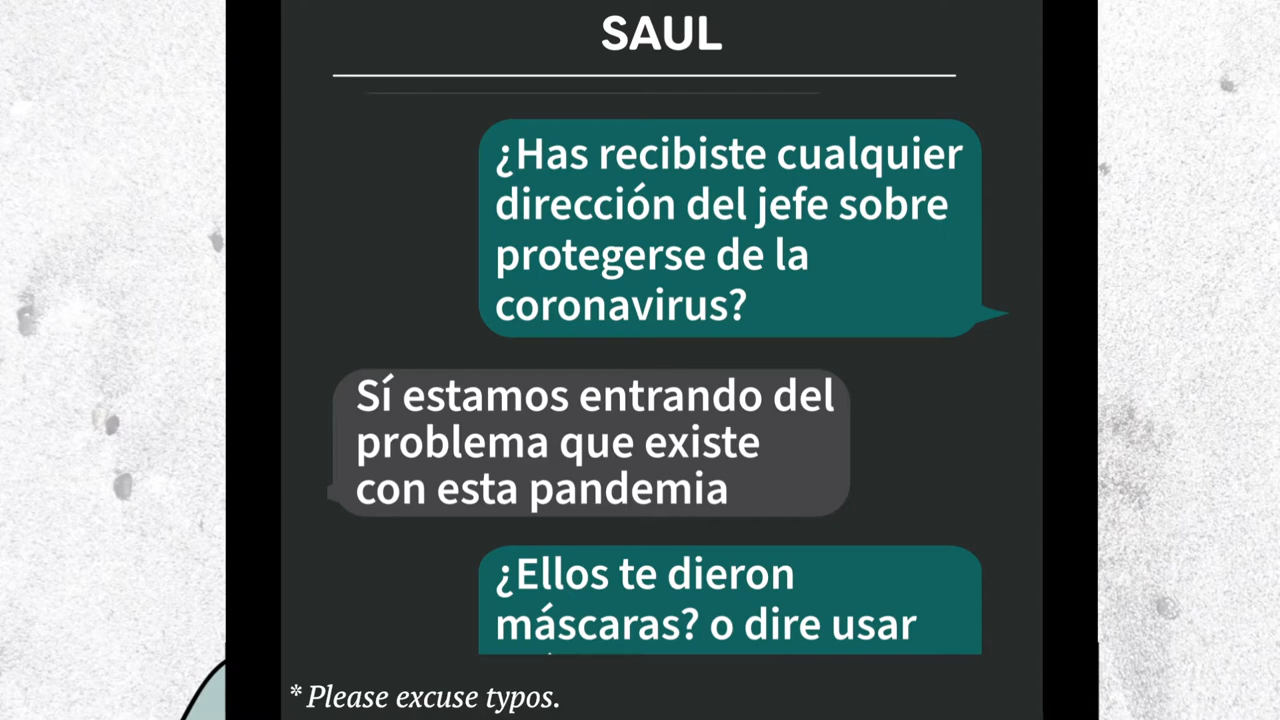 SAUL
¿Has recibiste cualquier
dirección del jefe sobre
protegerse de la
coronavirus?
Sí estamos entrando del
problema que existe
con esta pandemia
¿Ellos te dieron
máscaras? o dire usar
* Please excuse typos.